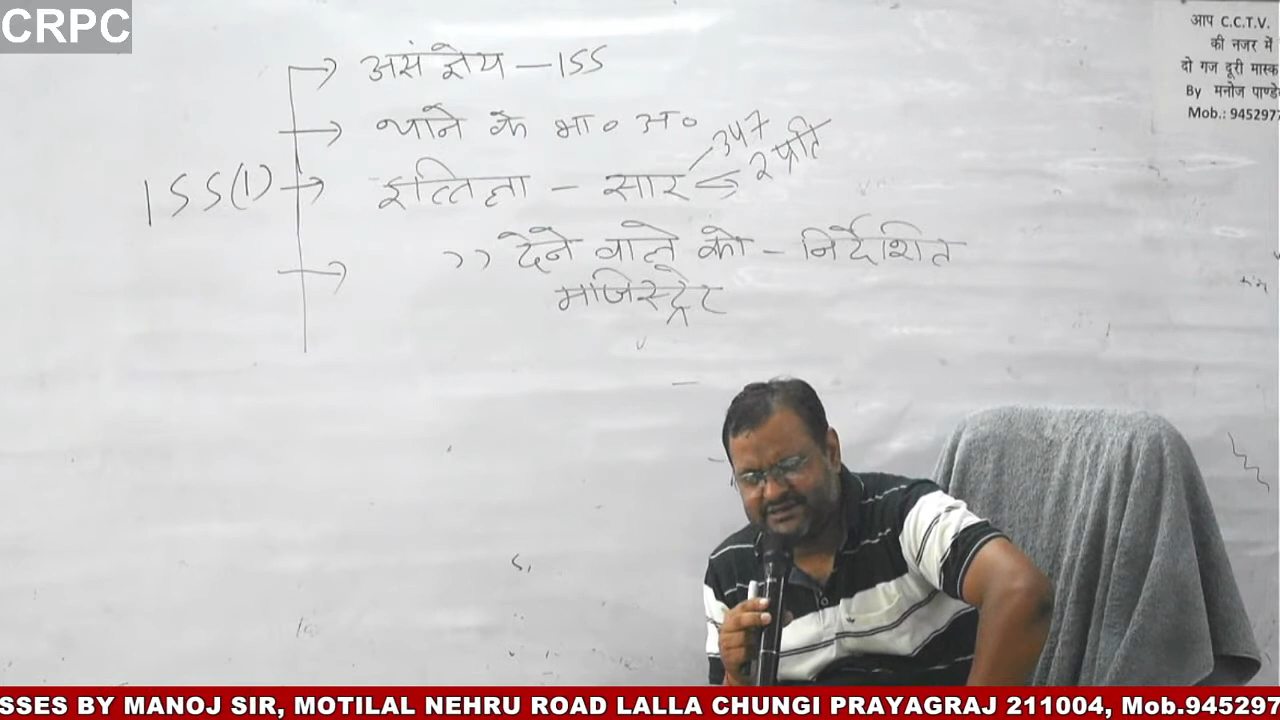 CRPC
आप C.C.T.V.
की नजर में
दो गज दूरी मास्क
By मनोज पाण्डे
Mob.: 945297
असंज्ञेय – 155
थाने के भा० अ०
155(1) इत्तिला – सार
347
२ प्रति
,, देने वाले को – निर्देशित
मजिस्ट्रेट
SSES BY MANOJ SIR, MOTILAL NEHRU ROAD LALLA CHUNGI PRAYAGRAJ 211004, Mob.945297